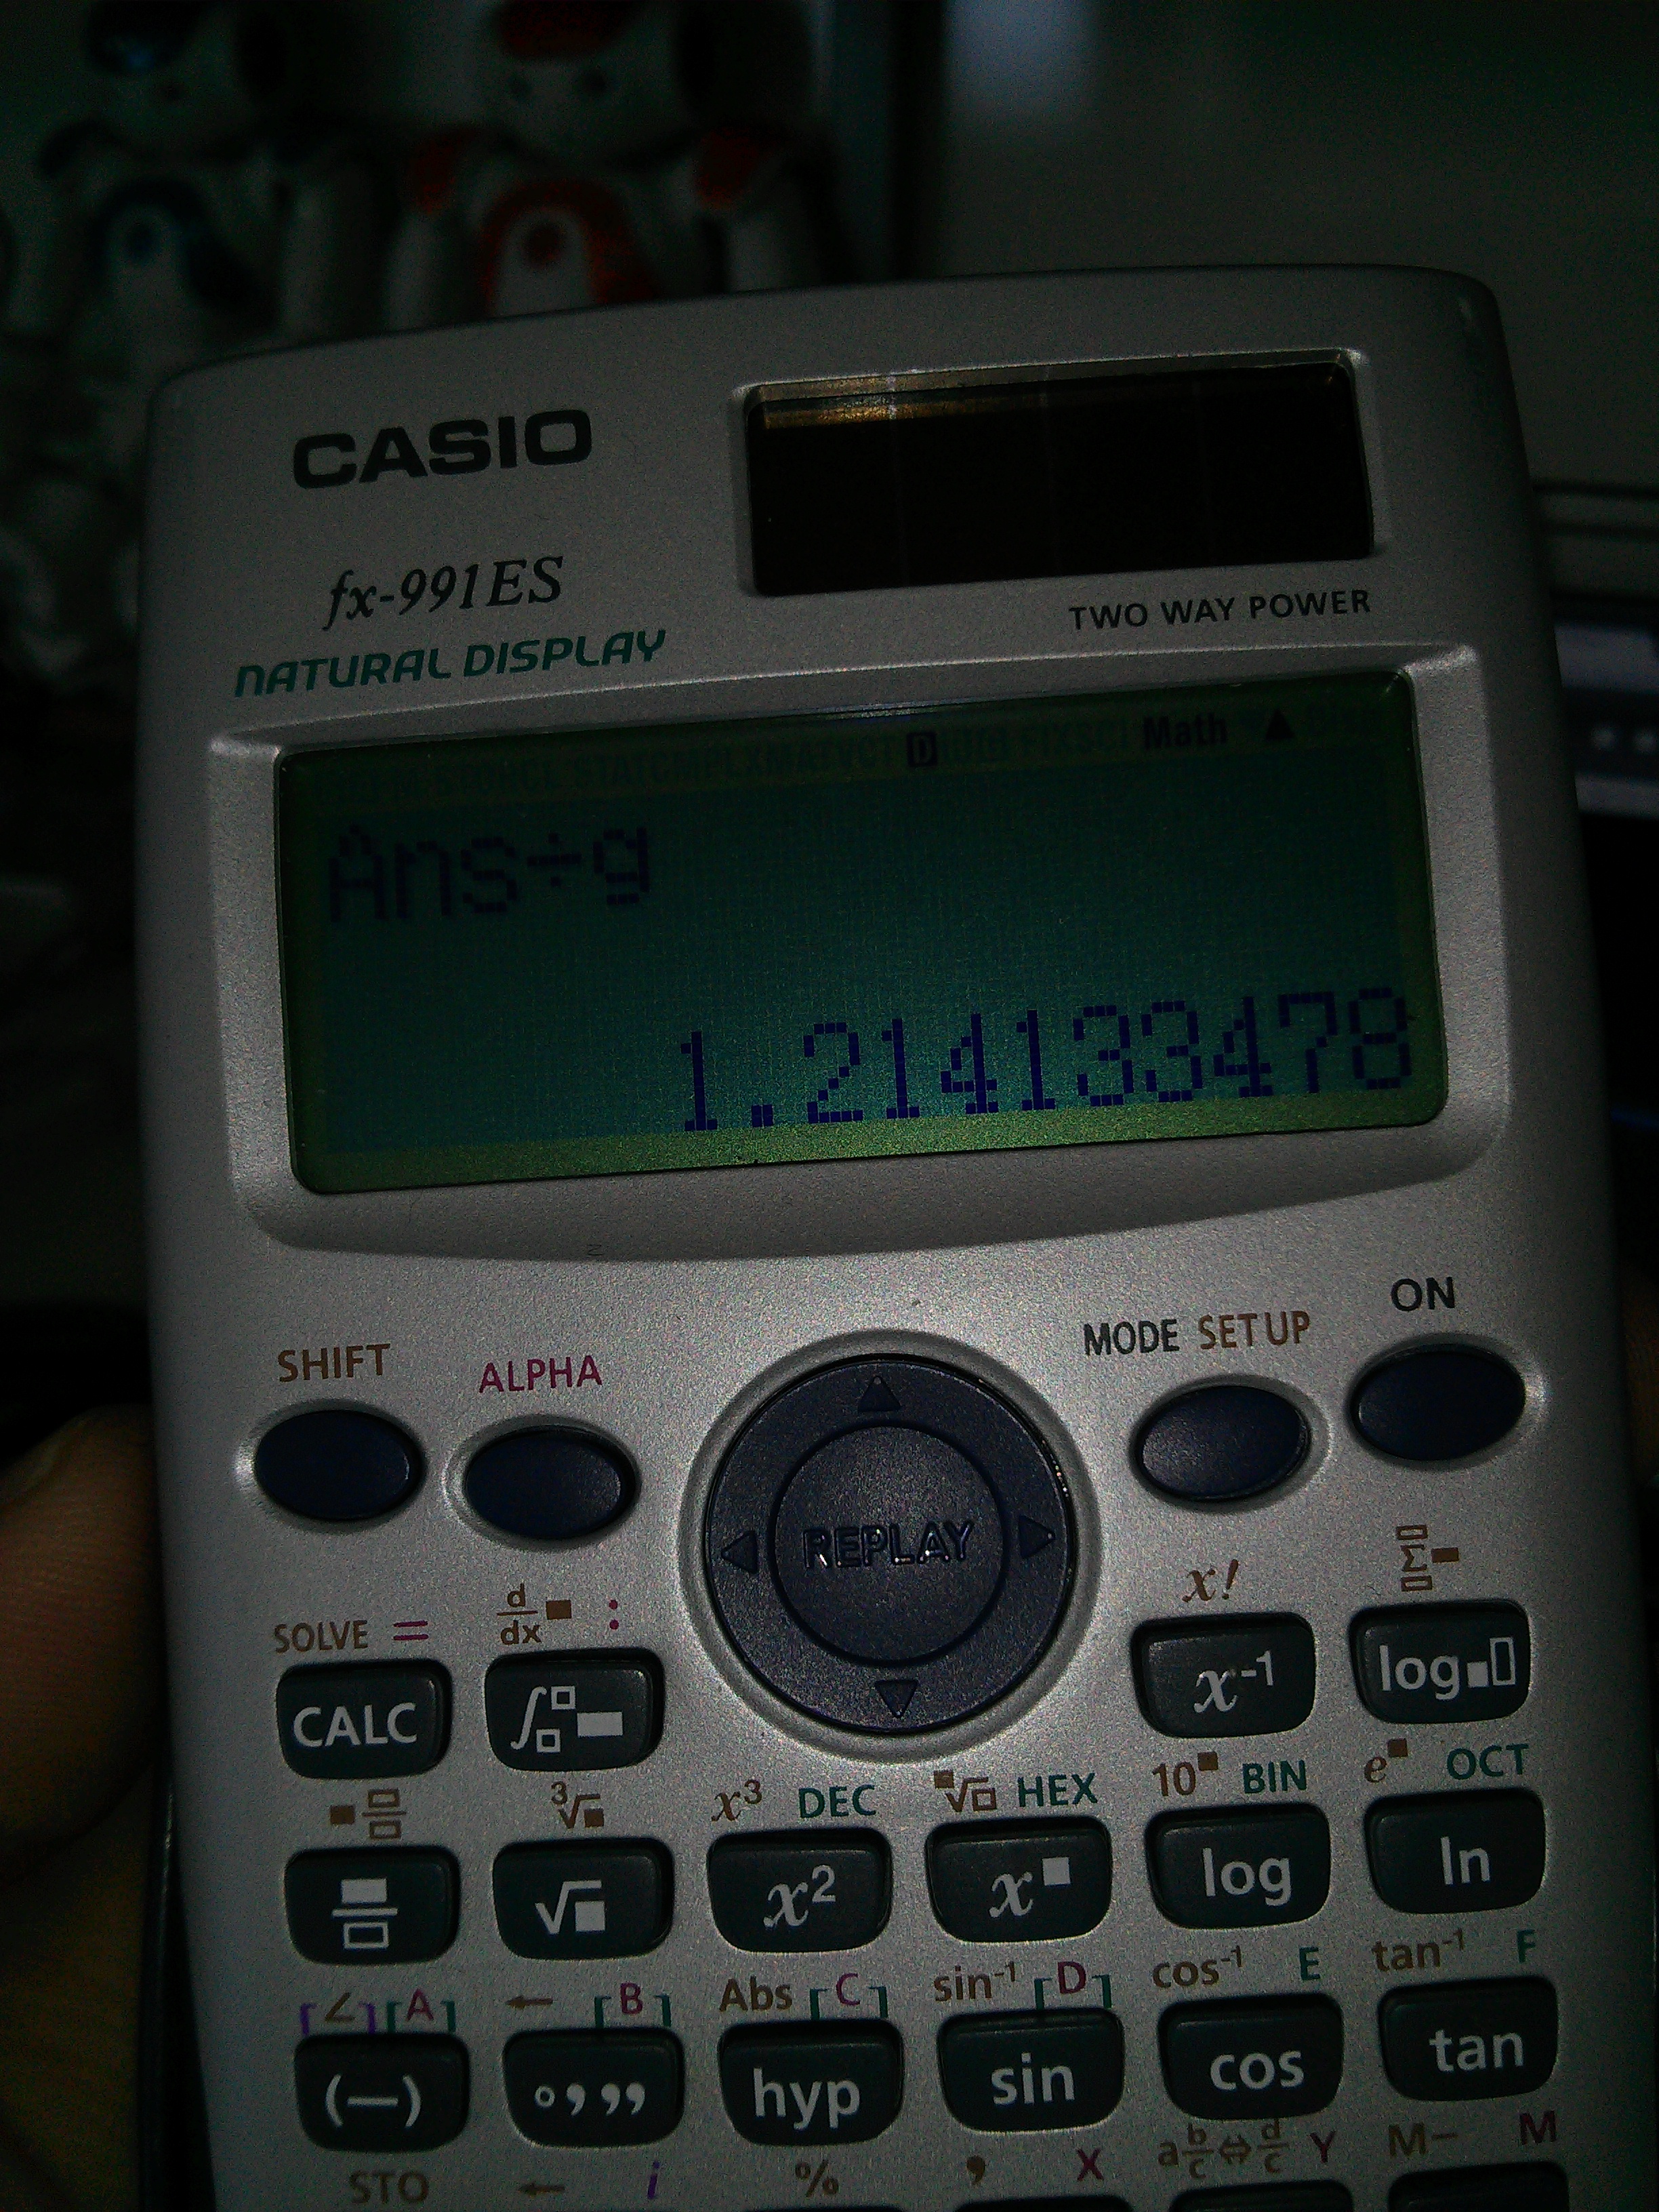 CASIO
fx-991ES
TWO WAY POWER
NATURAL DISPLAY
D Math ▲
Ans÷g
1.214133478
SHIFT ALPHA MODE SETUP ON
REPLAY
SOLVE = d/dx■ : x! Σ■
CALC ∫■ x⁻¹ log■□
■□/□ ³√■ x³ DEC ■√□ HEX 10■ BIN e■ OCT
■/□ √■ x² x■ log ln
∠ A ← B Abs C sin⁻¹ D cos⁻¹ E tan⁻¹ F
(−) °,,, hyp sin cos tan
STO ← i % , X a b/c⇔d/c Y M− M